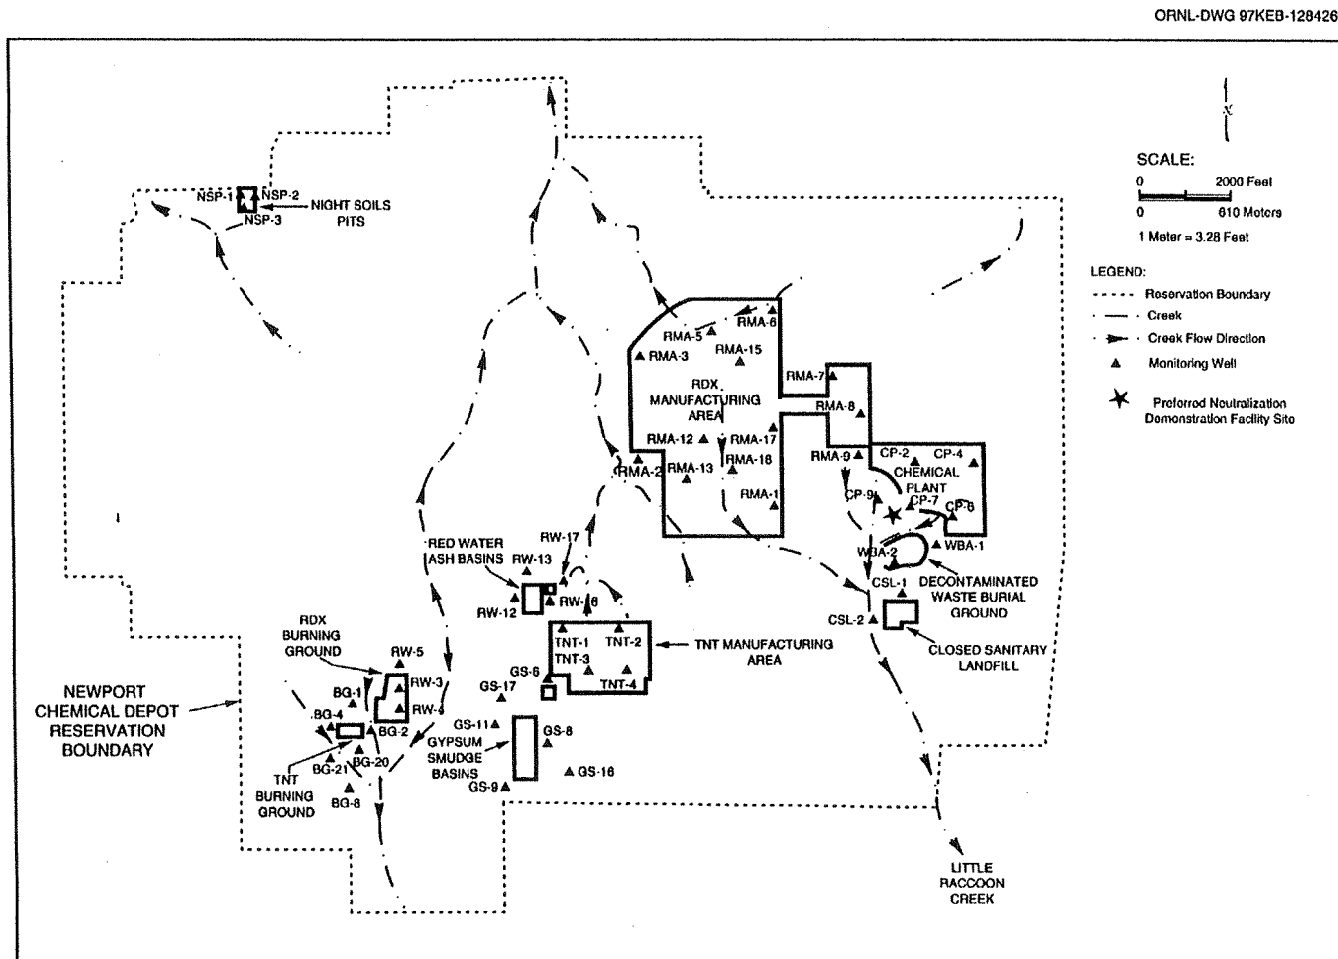 ORNL-DWG 97KEB-128426
SCALE:
0 2000 Feet
0 610 Meters
1 Meter = 3.28 Feet
LEGEND:
Reservation Boundary
Creek
Creek Flow Direction
Monitoring Well
Preferred Neutralization
Demonstration Facility Site
NSP-1
NSP-2
NSP-3
NIGHT SOILS
PITS
RMA-6
RMA-5
RMA-3
RMA-15
RDX
MANUFACTURING
AREA
RMA-7
RMA-8
RMA-12
RMA-17
RMA-2
RMA-13
RMA-18
RMA-9
RMA-1
CP-2
CP-4
CHEMICAL
PLANT
CP-9
CP-7
CP-6
WBA-2
WBA-1
DECONTAMINATED
WASTE BURIAL
GROUND
CSL-1
CSL-2
CLOSED SANITARY
LANDFILL
RW-17
RED WATER
ASH BASINS
RW-13
RW-12
RW-16
TNT-1
TNT-2
TNT-3
TNT-4
TNT MANUFACTURING
AREA
RDX
BURNING
GROUND
RW-5
RW-3
RW-4
BG-1
BG-4
BG-2
BG-20
BG-21
BG-8
TNT
BURNING
GROUND
GS-6
GS-17
GS-11
GS-8
GYPSUM
SMUDGE
BASINS
GS-16
GS-9
NEWPORT
CHEMICAL DEPOT
RESERVATION
BOUNDARY
LITTLE
RACCOON
CREEK